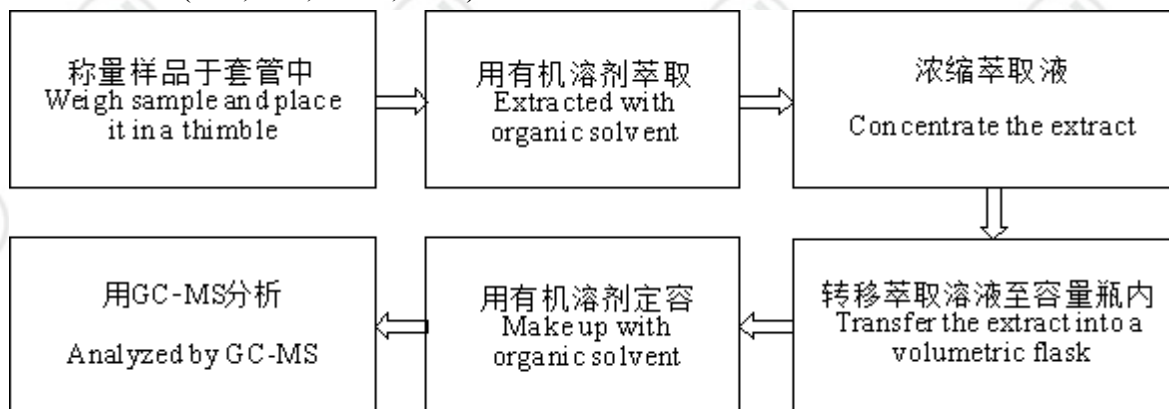 称量样品于套管中
Weigh sample and place
it in a thimble
用有机溶剂萃取
Extracted with
organic solvent
浓缩萃取液
Concentrate the extract
转移萃取溶液至容量瓶内
Transfer the extract into a
volumetric flask
用有机溶剂定容
Make up with
organic solvent
用GC-MS分析
Analyzed by GC-MS